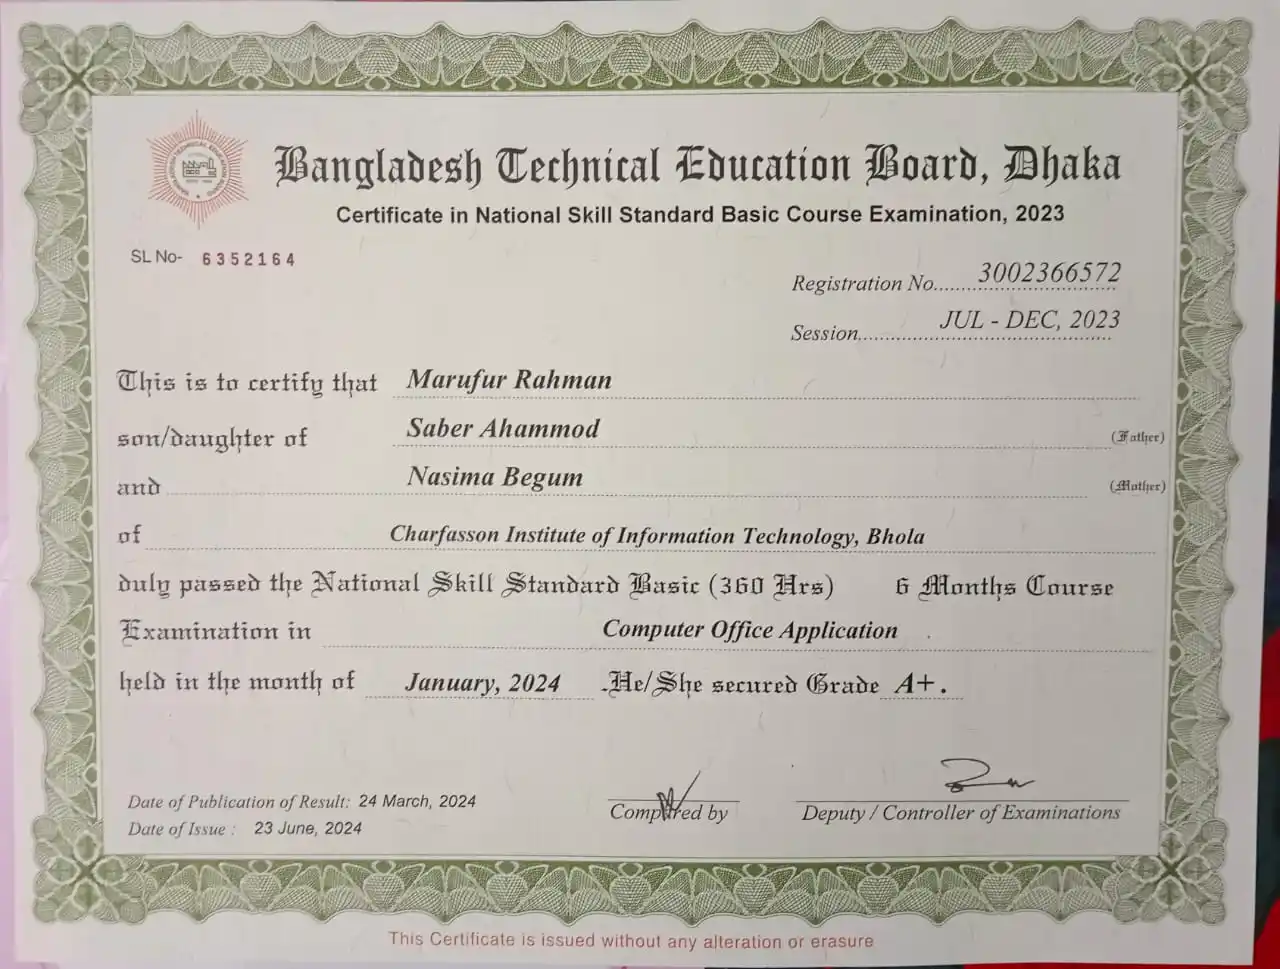 Bangladesh Technical Education Board, Dhaka
Certificate in National Skill Standard Basic Course Examination, 2023
SL No- 6352164
Registration No. 3002366572
Session JUL - DEC, 2023
This is to certify that Marufur Rahman
son/daughter of Saber Ahammod (Father)
and Nasima Begum (Mother)
of Charfasson Institute of Information Technology, Bhola
duly passed the National Skill Standard Basic (360 Hrs) 6 Months Course
Examination in Computer Office Application
held in the month of January, 2024 .He/She secured Grade A+.
Date of Publication of Result: 24 March, 2024
Date of Issue : 23 June, 2024
Compared by
Deputy / Controller of Examinations
This Certificate is issued without any alteration or erasure